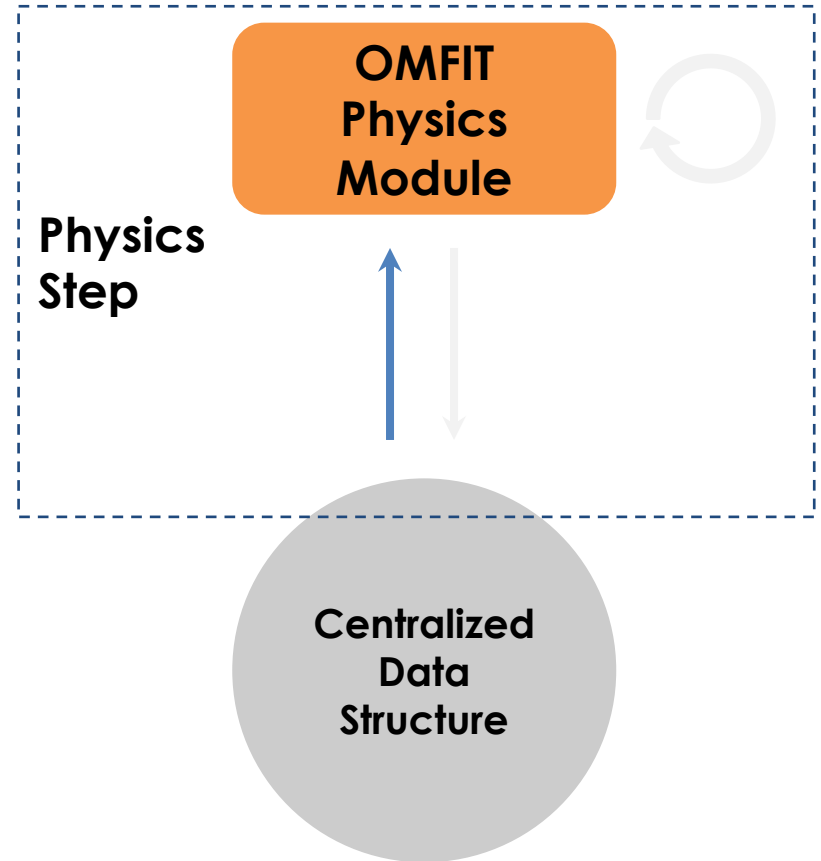 OMFIT
Physics
Module
Physics
Step
Centralized
Data
Structure